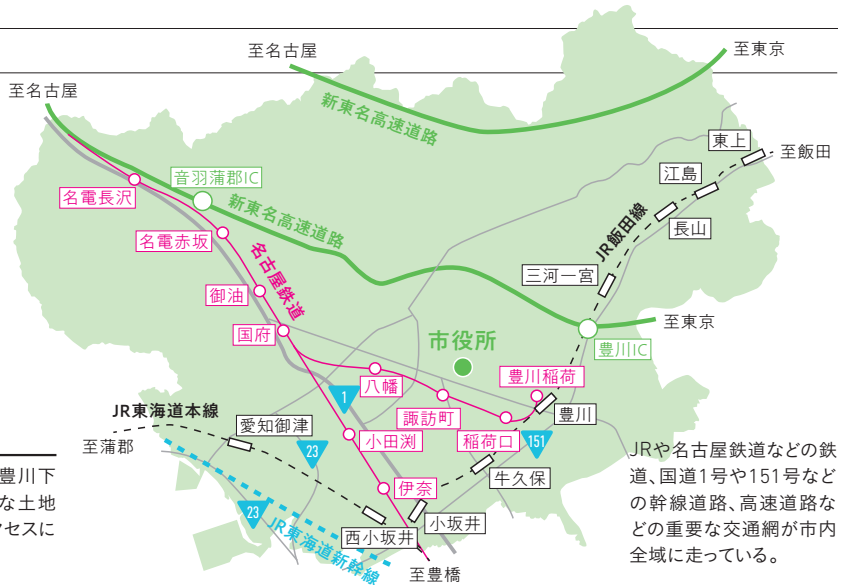 至名古屋
至東京
至名古屋
新東名高速道路
東上
至飯田
音羽蒲郡IC
江島
名電長沢
新東名高速道路
長山
名電赤坂
JR飯田線
名古屋鉄道
三河一宮
御油
国府
市役所
至東京
豊川IC
八幡
豊川稲荷
1
JR東海道本線
愛知御津
諏訪町
豊川
至蒲郡
23
小田渕
稲荷口
151
牛久保
伊奈
23
JR東海道新幹線
西小坂井
小坂井
至豊橋
豊川下
な土地
クセスに
JRや名古屋鉄道などの鉄
道、国道1号や151号など
の幹線道路、高速道路な
どの重要な交通網が市内
全域に走っている。